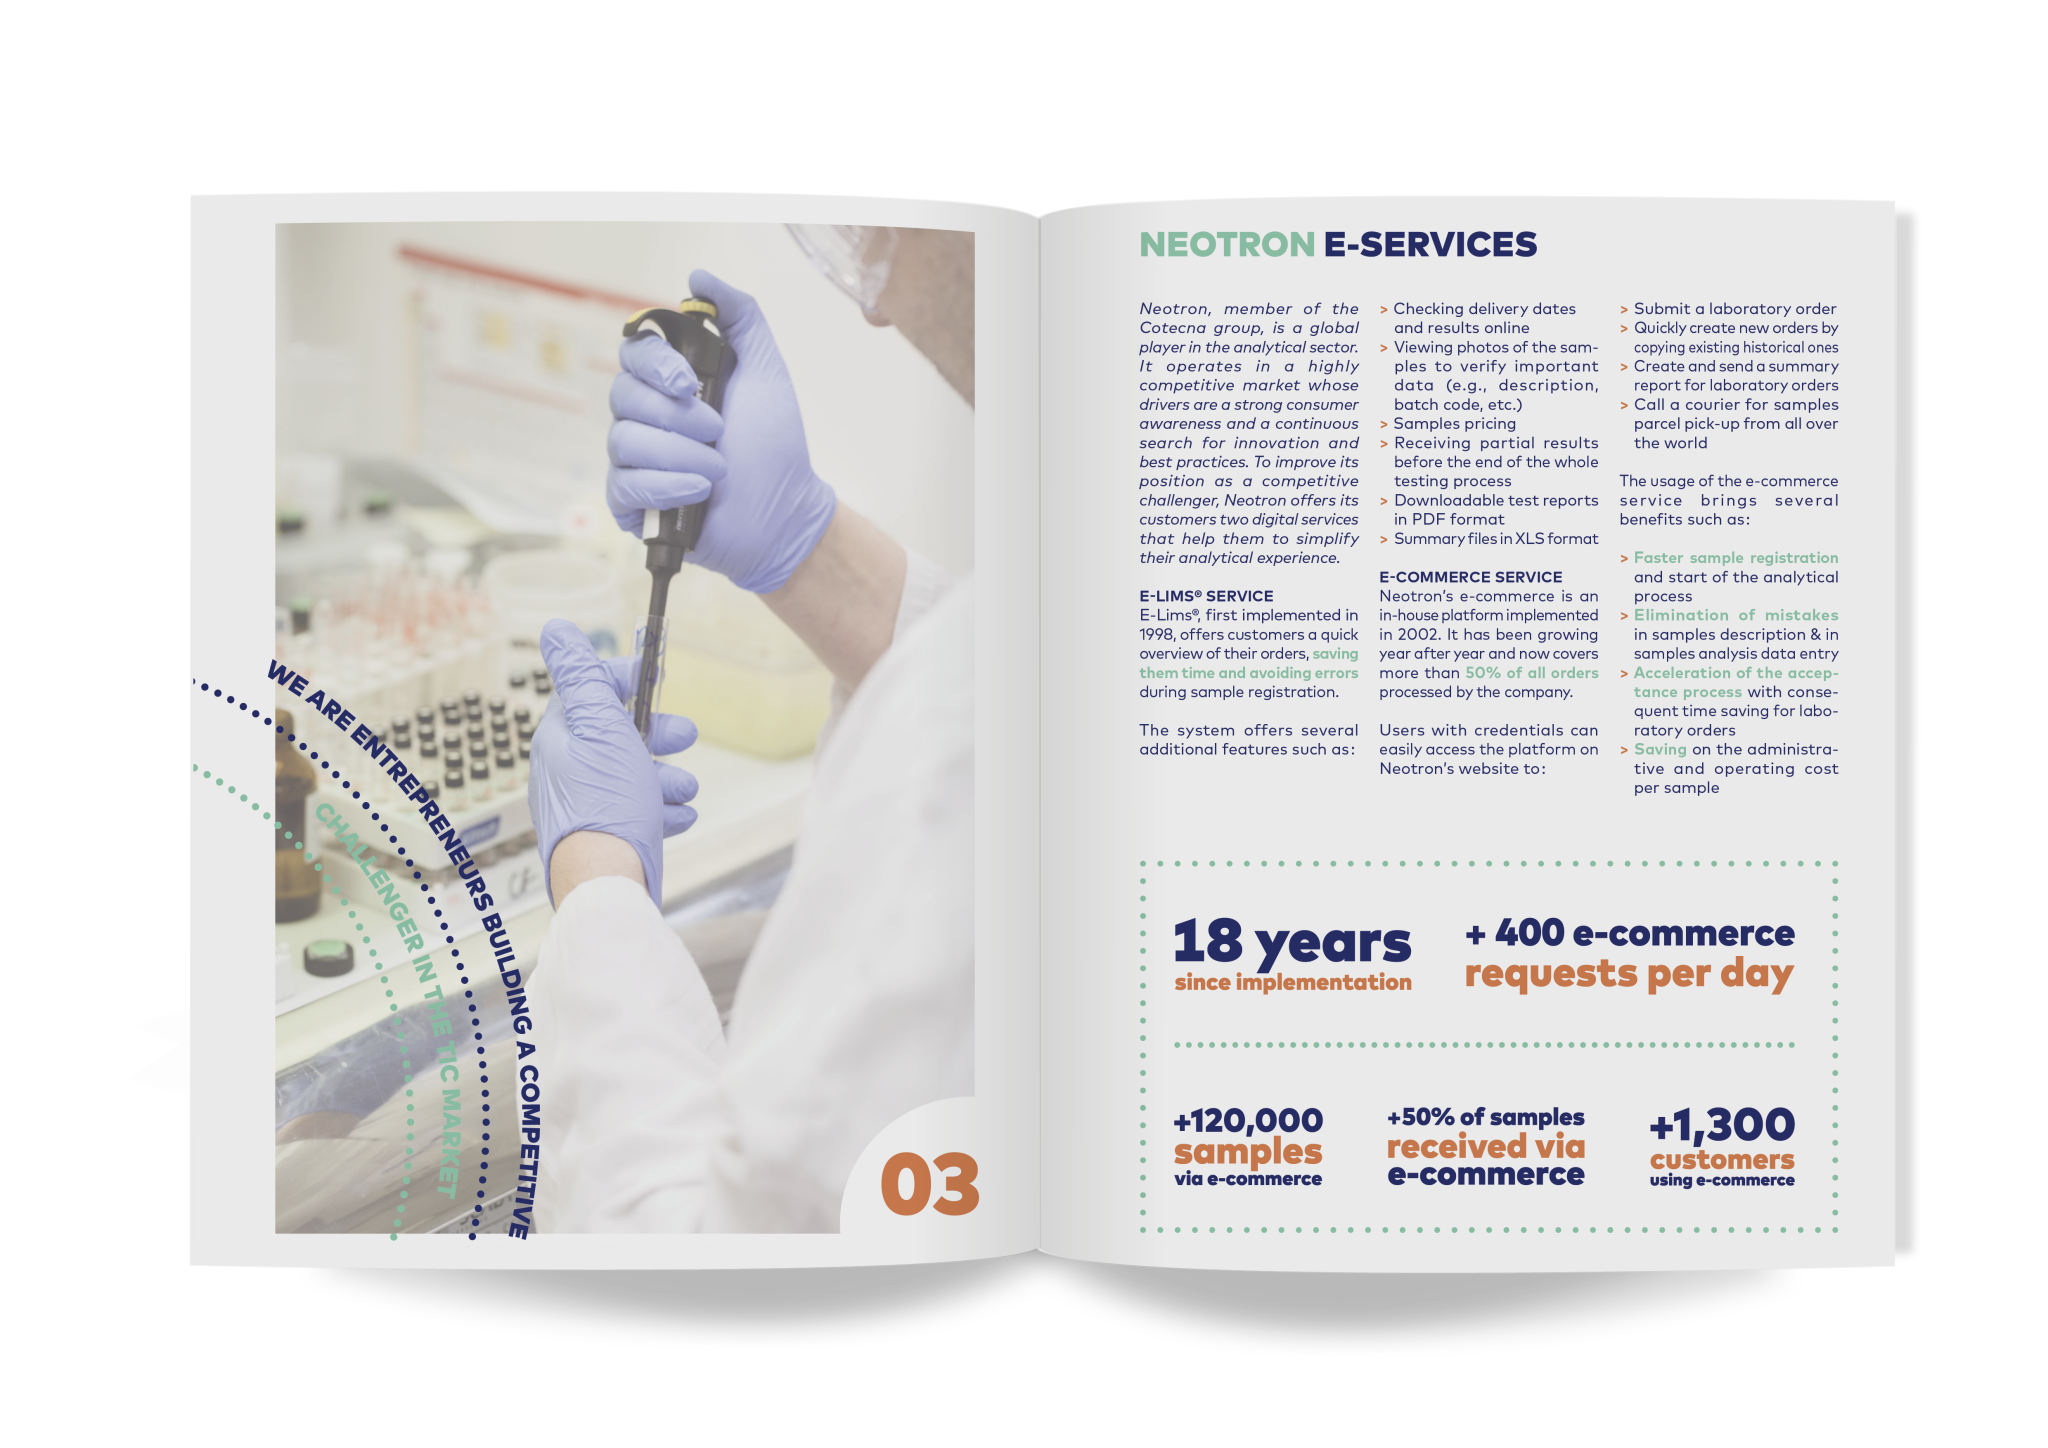 WE ARE ENTREPRENEURS BUILDING A COMPETITIVE
CHALLENGER IN THE TIC MARKET
03
NEOTRON E-SERVICES
Neotron, member of the
Cotecna group, is a global
player in the analytical sector.
It operates in a highly
competitive market whose
drivers are a strong consumer
awareness and a continuous
search for innovation and
best practices. To improve its
position as a competitive
challenger, Neotron offers its
customers two digital services
that help them to simplify
their analytical experience.
E-LIMS® SERVICE
E-Lims®, first implemented in
1998, offers customers a quick
overview of their orders, saving
them time and avoiding errors
during sample registration.
The system offers several
additional features such as:
> Checking delivery dates
and results online
> Viewing photos of the sam-
ples to verify important
data (e.g., description,
batch code, etc.)
> Samples pricing
> Receiving partial results
before the end of the whole
testing process
> Downloadable test reports
in PDF format
> Summary files in XLS format
E-COMMERCE SERVICE
Neotron's e-commerce is an
in-house platform implemented
in 2002. It has been growing
year after year and now covers
more than 50% of all orders
processed by the company.
Users with credentials can
easily access the platform on
Neotron's website to:
> Submit a laboratory order
> Quickly create new orders by
copying existing historical ones
> Create and send a summary
report for laboratory orders
> Call a courier for samples
parcel pick-up from all over
the world
The usage of the e-commerce
service brings several
benefits such as:
> Faster sample registration
and start of the analytical
process
> Elimination of mistakes
in samples description & in
samples analysis data entry
> Acceleration of the accep-
tance process with conse-
quent time saving for labo-
ratory orders
> Saving on the administra-
tive and operating cost
per sample
18 years
since implementation
+ 400 e-commerce
requests per day
+120,000
samples
via e-commerce
+50% of samples
received via
e-commerce
+1,300
customers
using e-commerce